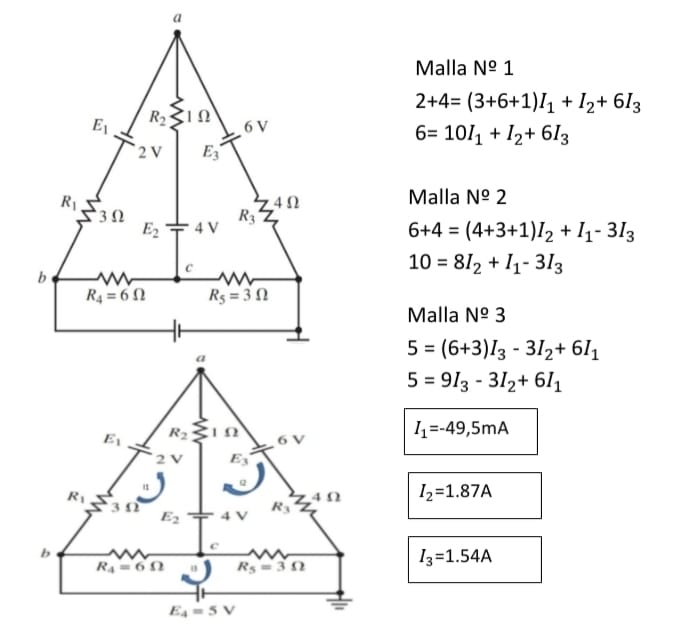 a
R₂ 1 Ω
E₁ 6 V
2 V E₃
R₁ 4 Ω
3 Ω R₃
E₂ 4 V
b c
R₄ = 6 Ω R₅ = 3 Ω
a
E₁ R₂ 1 Ω 6 V
2 V E₃
R₁ 4 Ω
3 Ω R₃
E₂ 4 V
b c
R₄ = 6 Ω R₅ = 3 Ω
E₄ = 5 V
Malla Nº 1
2+4= (3+6+1)I₁ + I₂+ 6I₃
6= 10I₁ + I₂+ 6I₃
Malla Nº 2
6+4 = (4+3+1)I₂ + I₁- 3I₃
10 = 8I₂ + I₁- 3I₃
Malla Nº 3
5 = (6+3)I₃ - 3I₂+ 6I₁
5 = 9I₃ - 3I₂+ 6I₁
I₁=-49,5mA
I₂=1.87A
I₃=1.54A